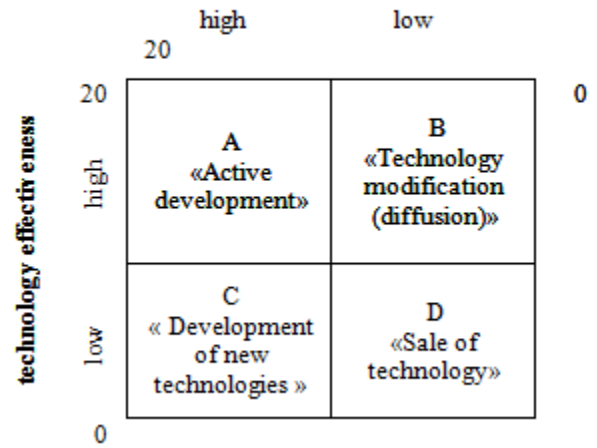 high
low
20
20
0
A
«Active
development»
B
«Technology
modification
(diffusion)»
technology effectiv eness
high
low
C
« Development
of new
technologies »
D
«Sale of
technology»
0